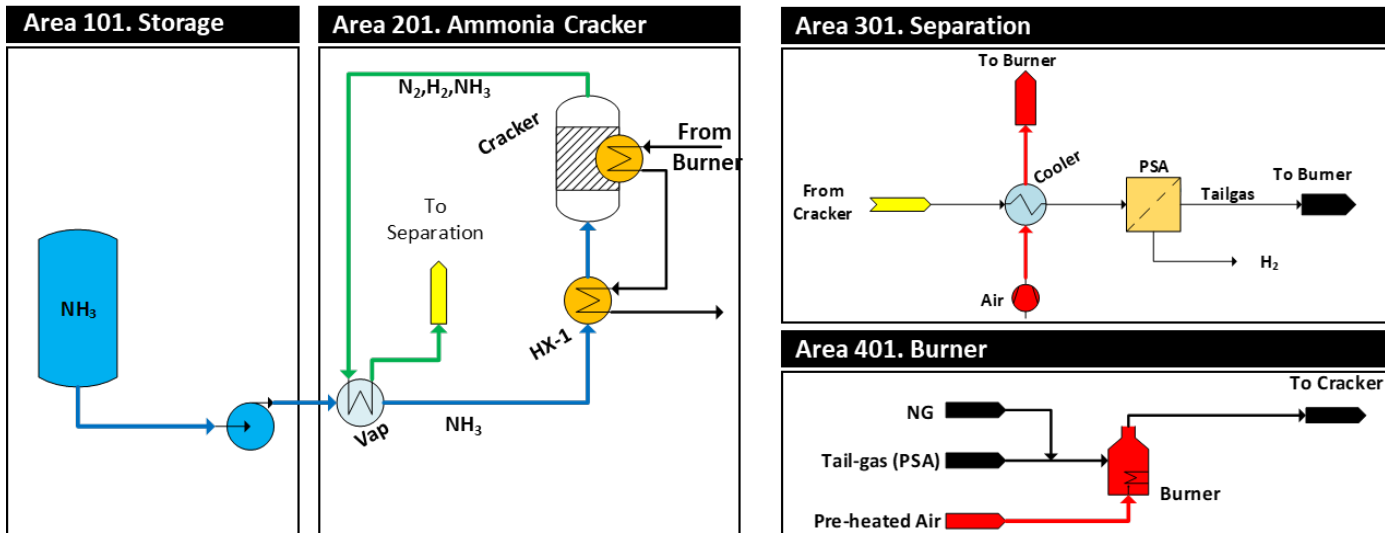 Area 101. Storage
NH₃
Area 201. Ammonia Cracker
N₂,H₂,NH₃
Cracker
From
Burner
To
Separation
HX-1
Vap
NH₃
Area 301. Separation
To Burner
Cooler
PSA
To Burner
From
Cracker
Tailgas
H₂
Air
Area 401. Burner
To Cracker
NG
Tail-gas (PSA)
Burner
Pre-heated Air